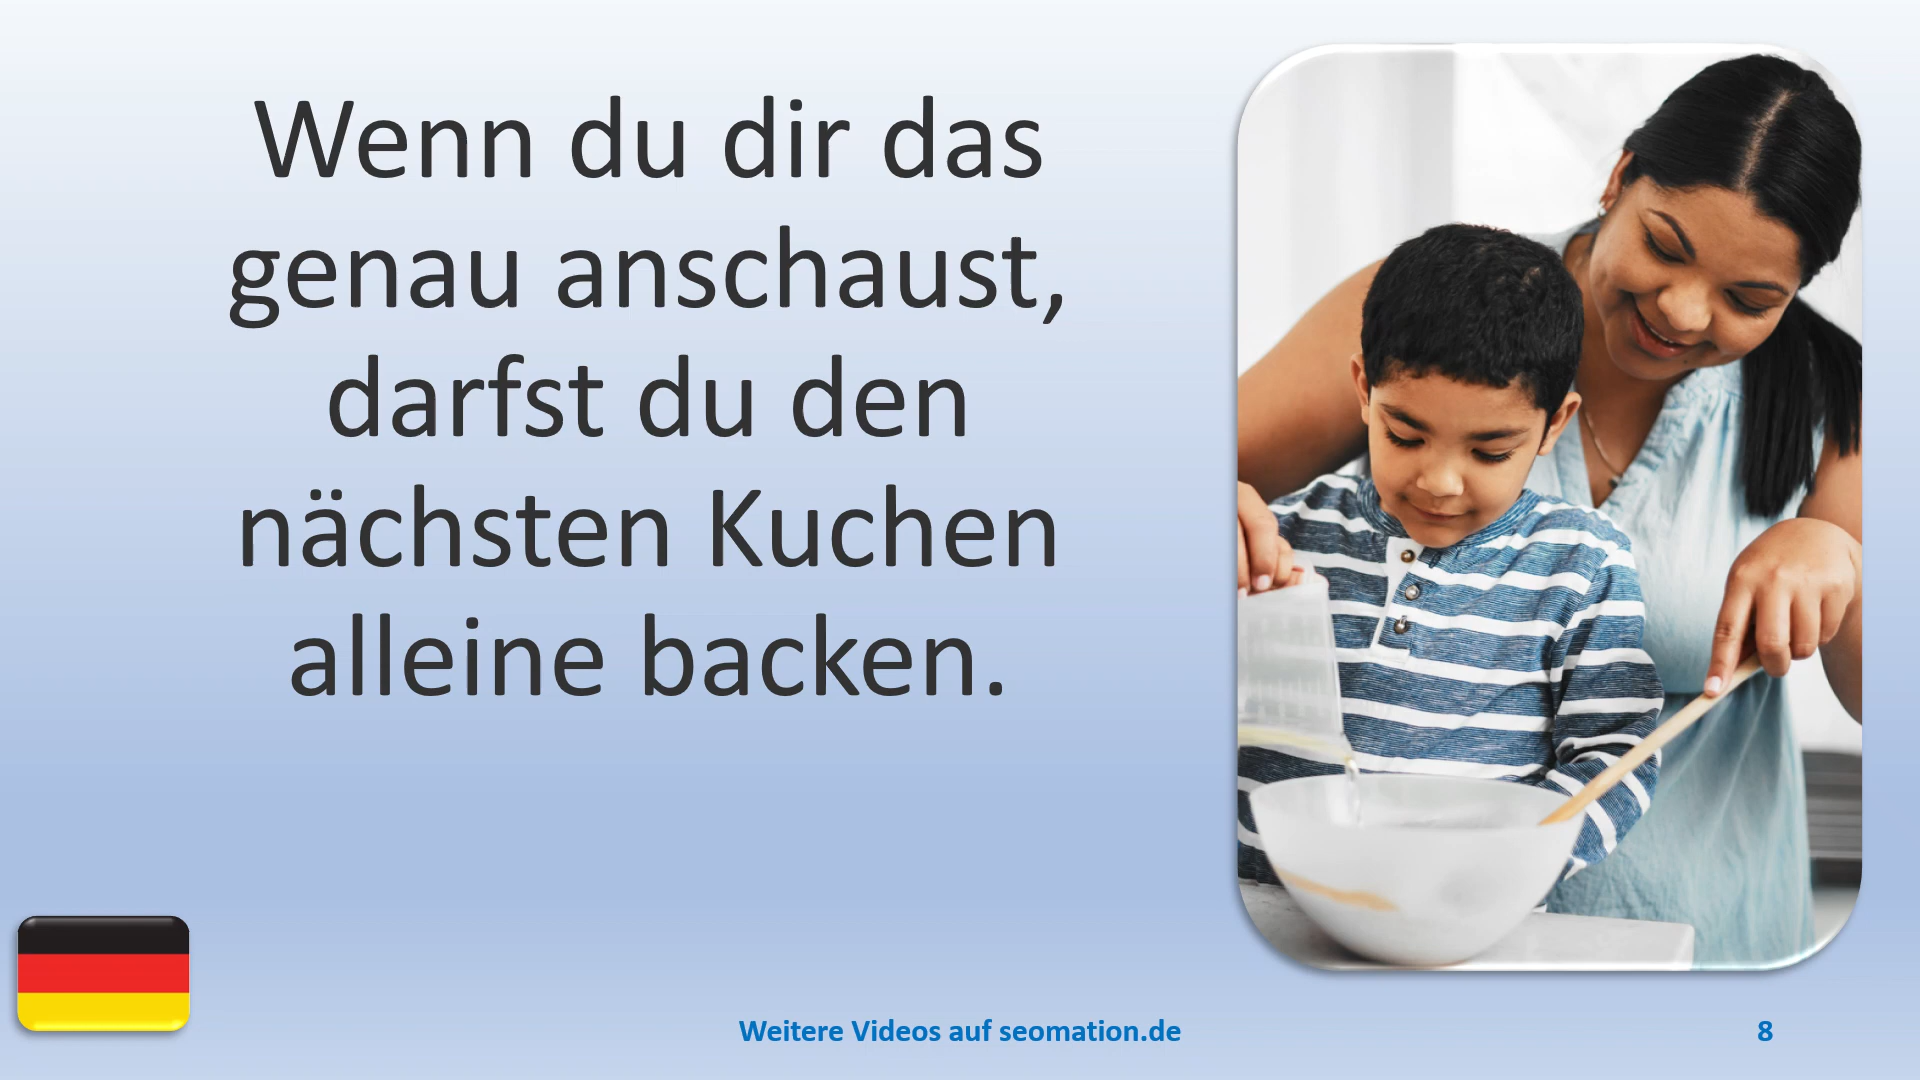 Wenn du dir das
genau anschaust,
darfst du den
nächsten Kuchen
alleine backen.
Weitere Videos auf seomation.de
8